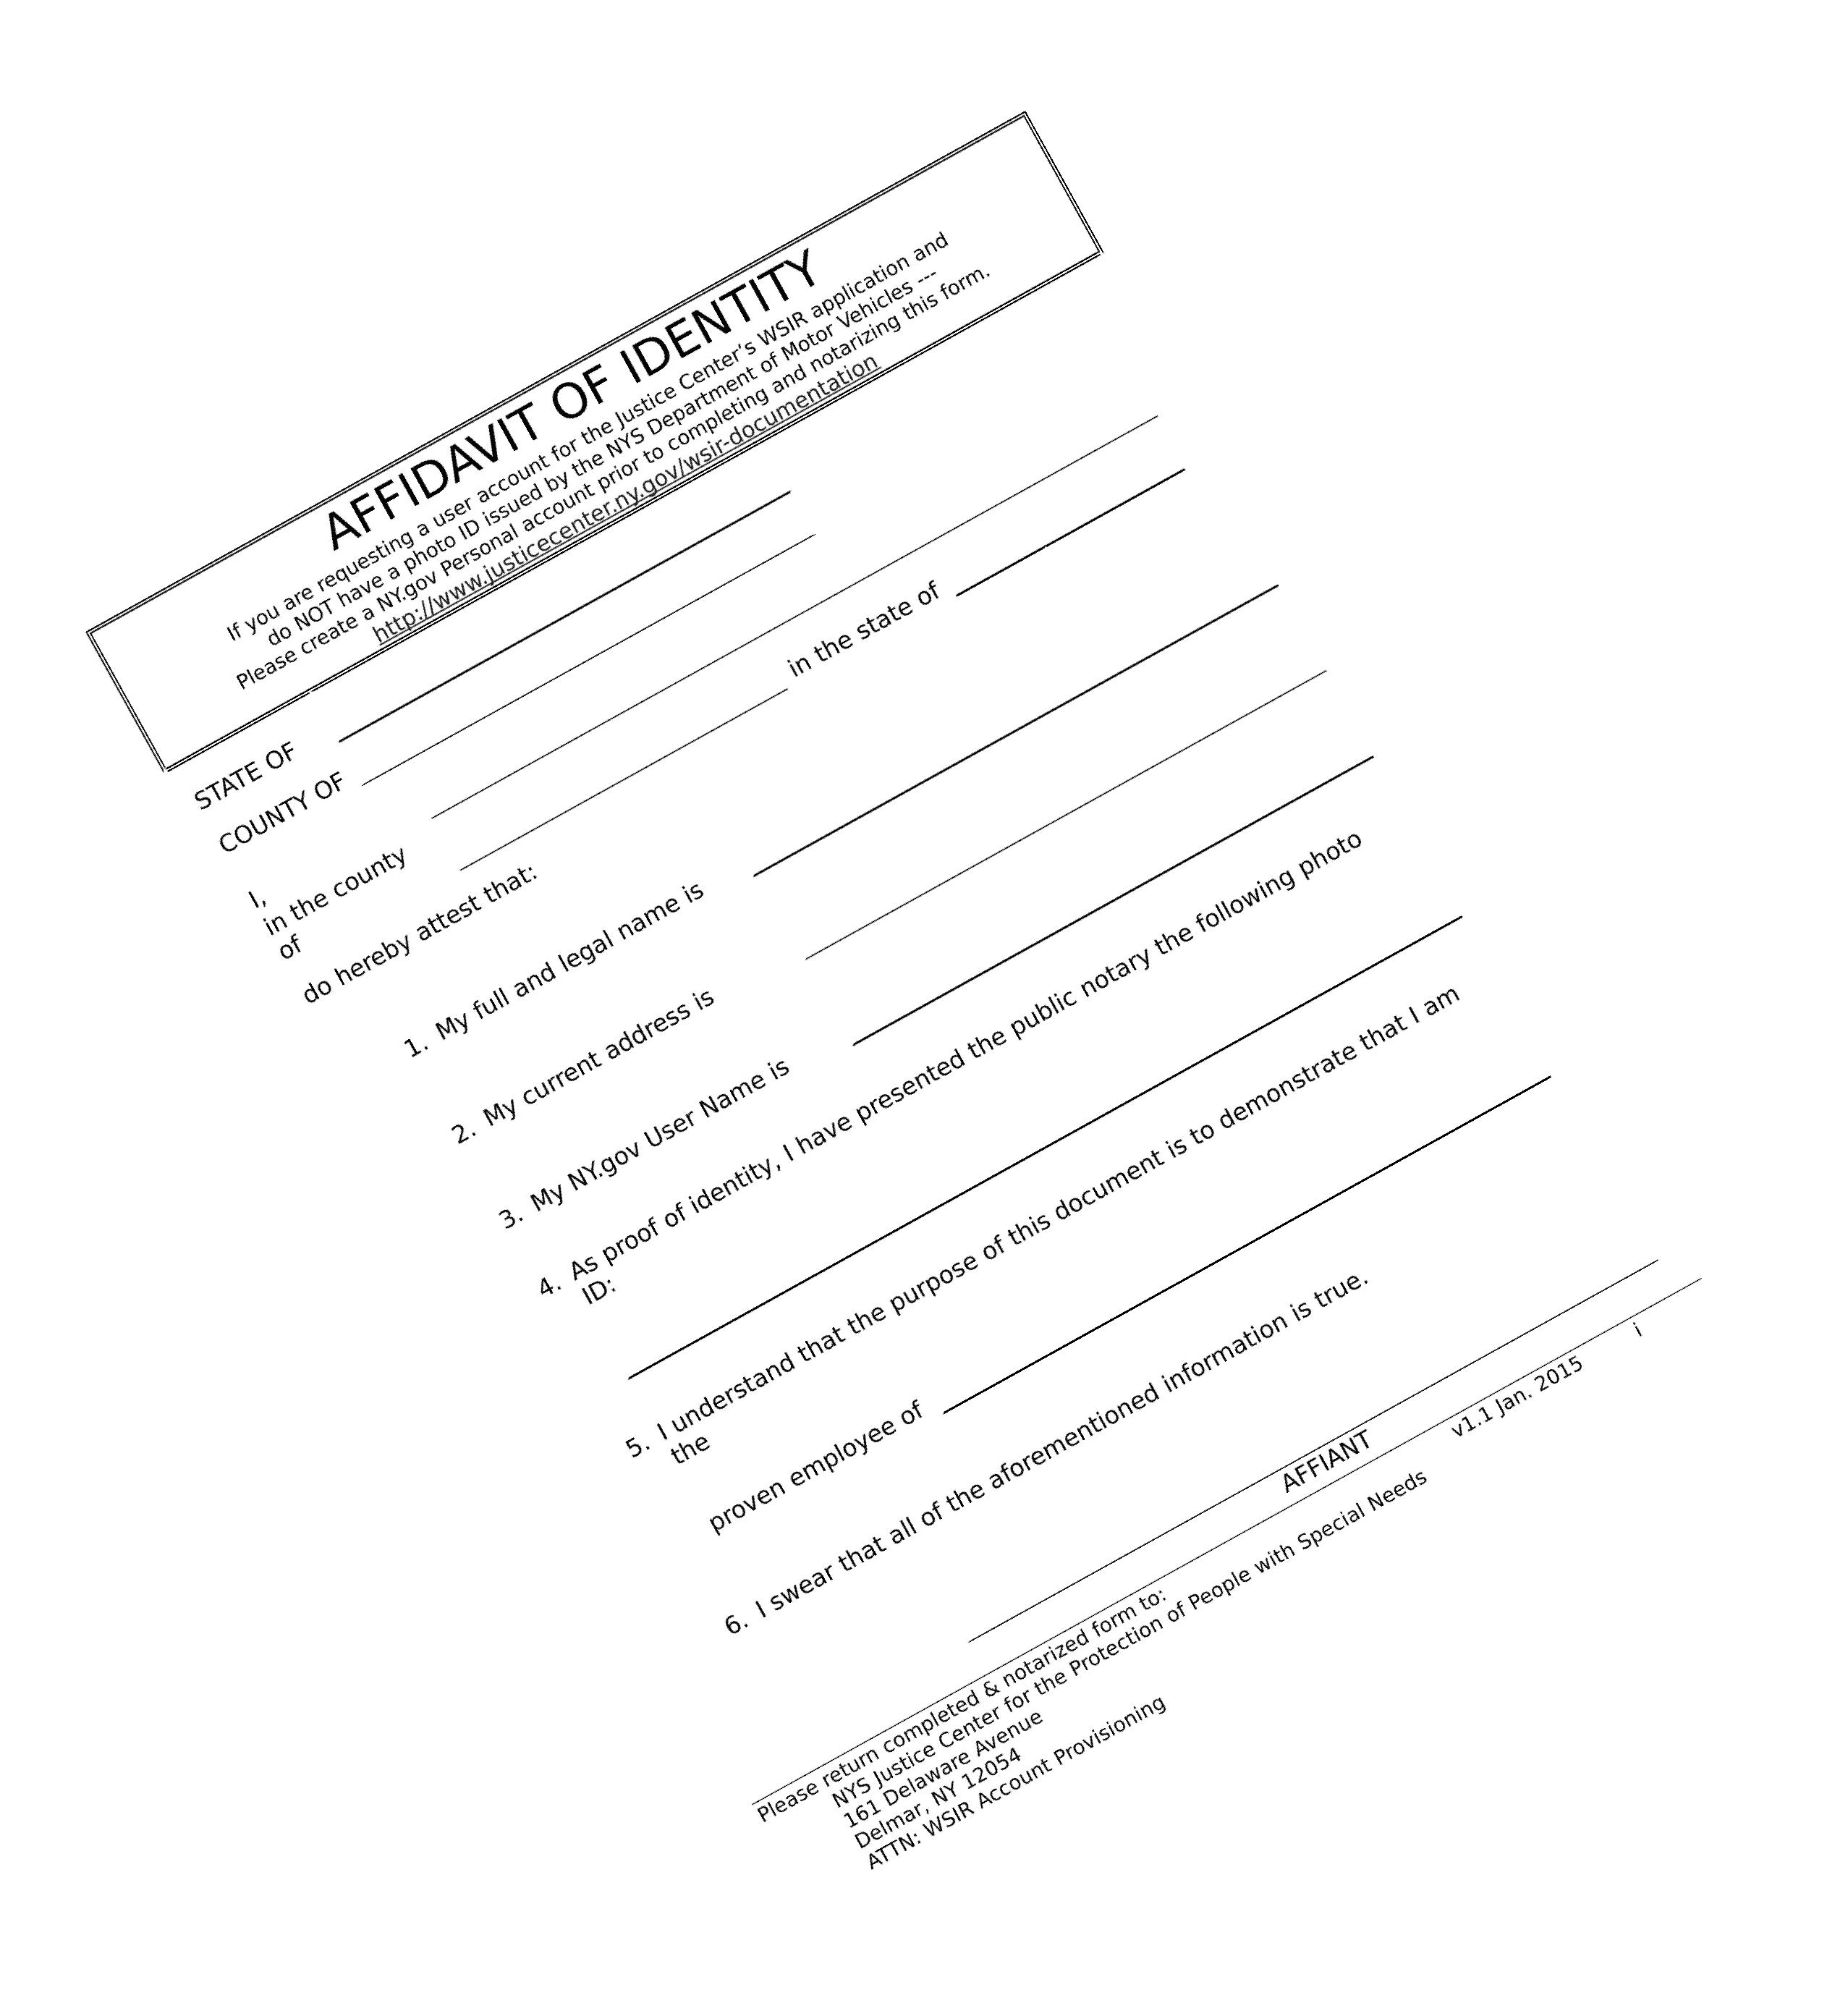 AFFIDAVIT OF IDENTITY
If you are requesting a user account for the Justice Center’s WSIR application and
do NOT have a photo ID issued by the NYS Department of Motor Vehicles ---
Please create a NY.gov Personal account prior to completing and notarizing this form.
http://www.justicecenter.ny.gov/wsir-documentation
STATE OF
COUNTY OF
I,
in the county
of
in the state of
do hereby attest that:
1. My full and legal name is
2. My current address is
3. My NY.gov User Name is
4. As proof of identity, I have presented the public notary the following photo
ID:
5. I understand that the purpose of this document is to demonstrate that I am
the
proven employee of
6. I swear that all of the aforementioned information is true.
AFFIANT
Please return completed & notarized form to:
NYS Justice Center for the Protection of People with Special Needs
161 Delaware Avenue
Delmar, NY 12054
ATTN: WSIR Account Provisioning
v1.1 Jan. 2015
i